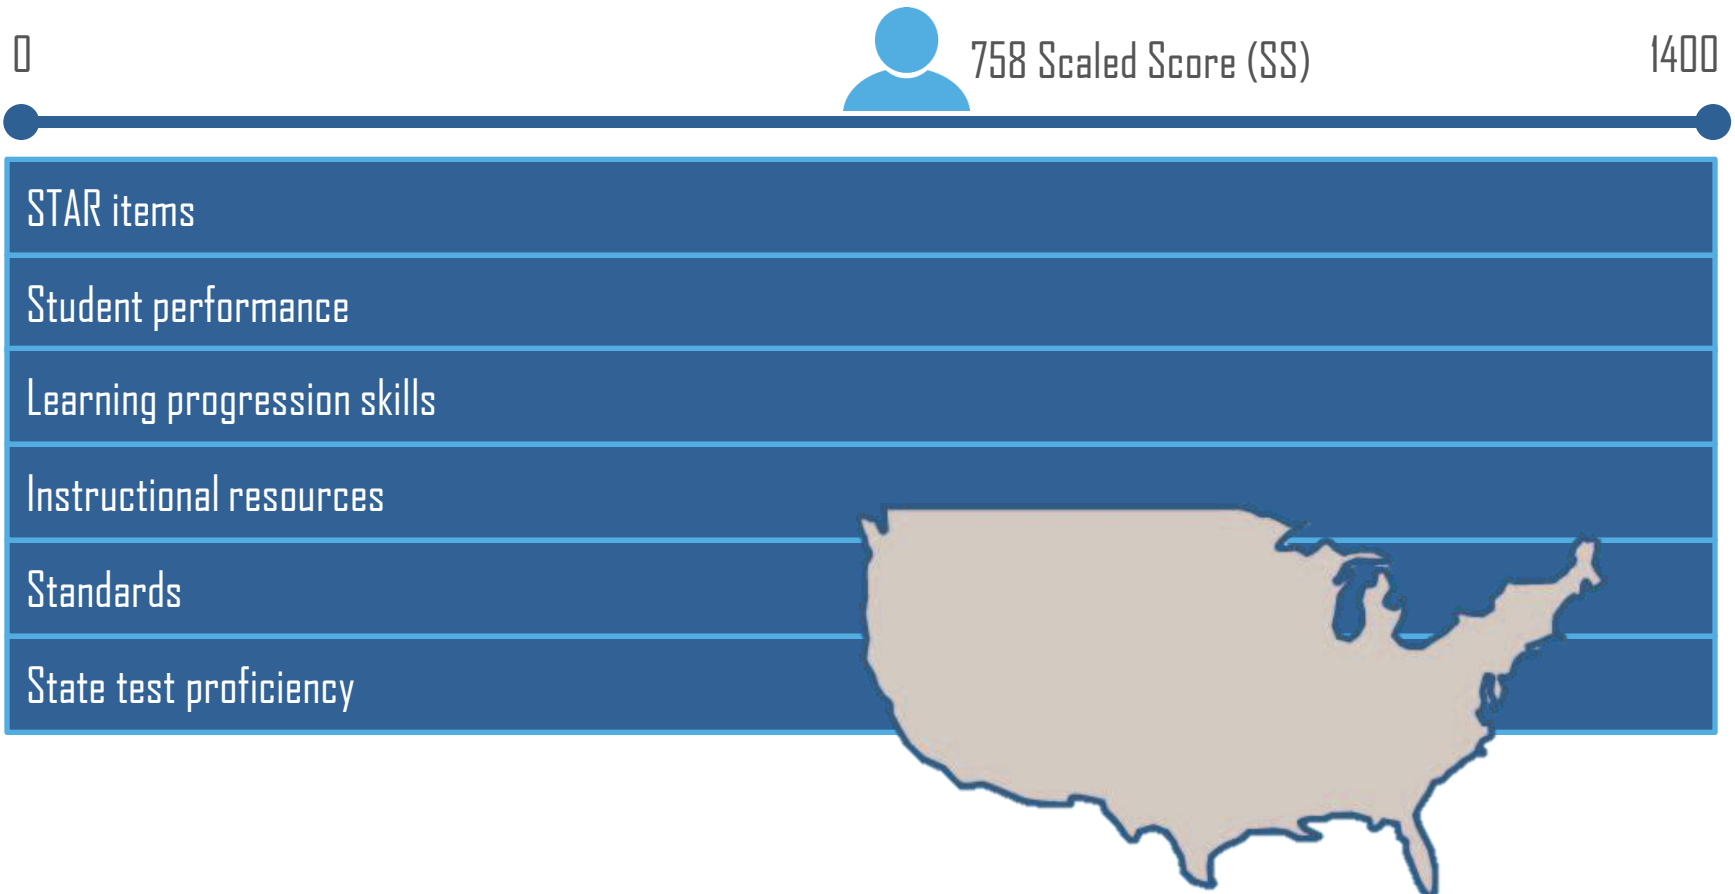 0
758 Scaled Score (SS)
1400
STAR items
Student performance
Learning progression skills
Instructional resources
Standards
State test proficiency